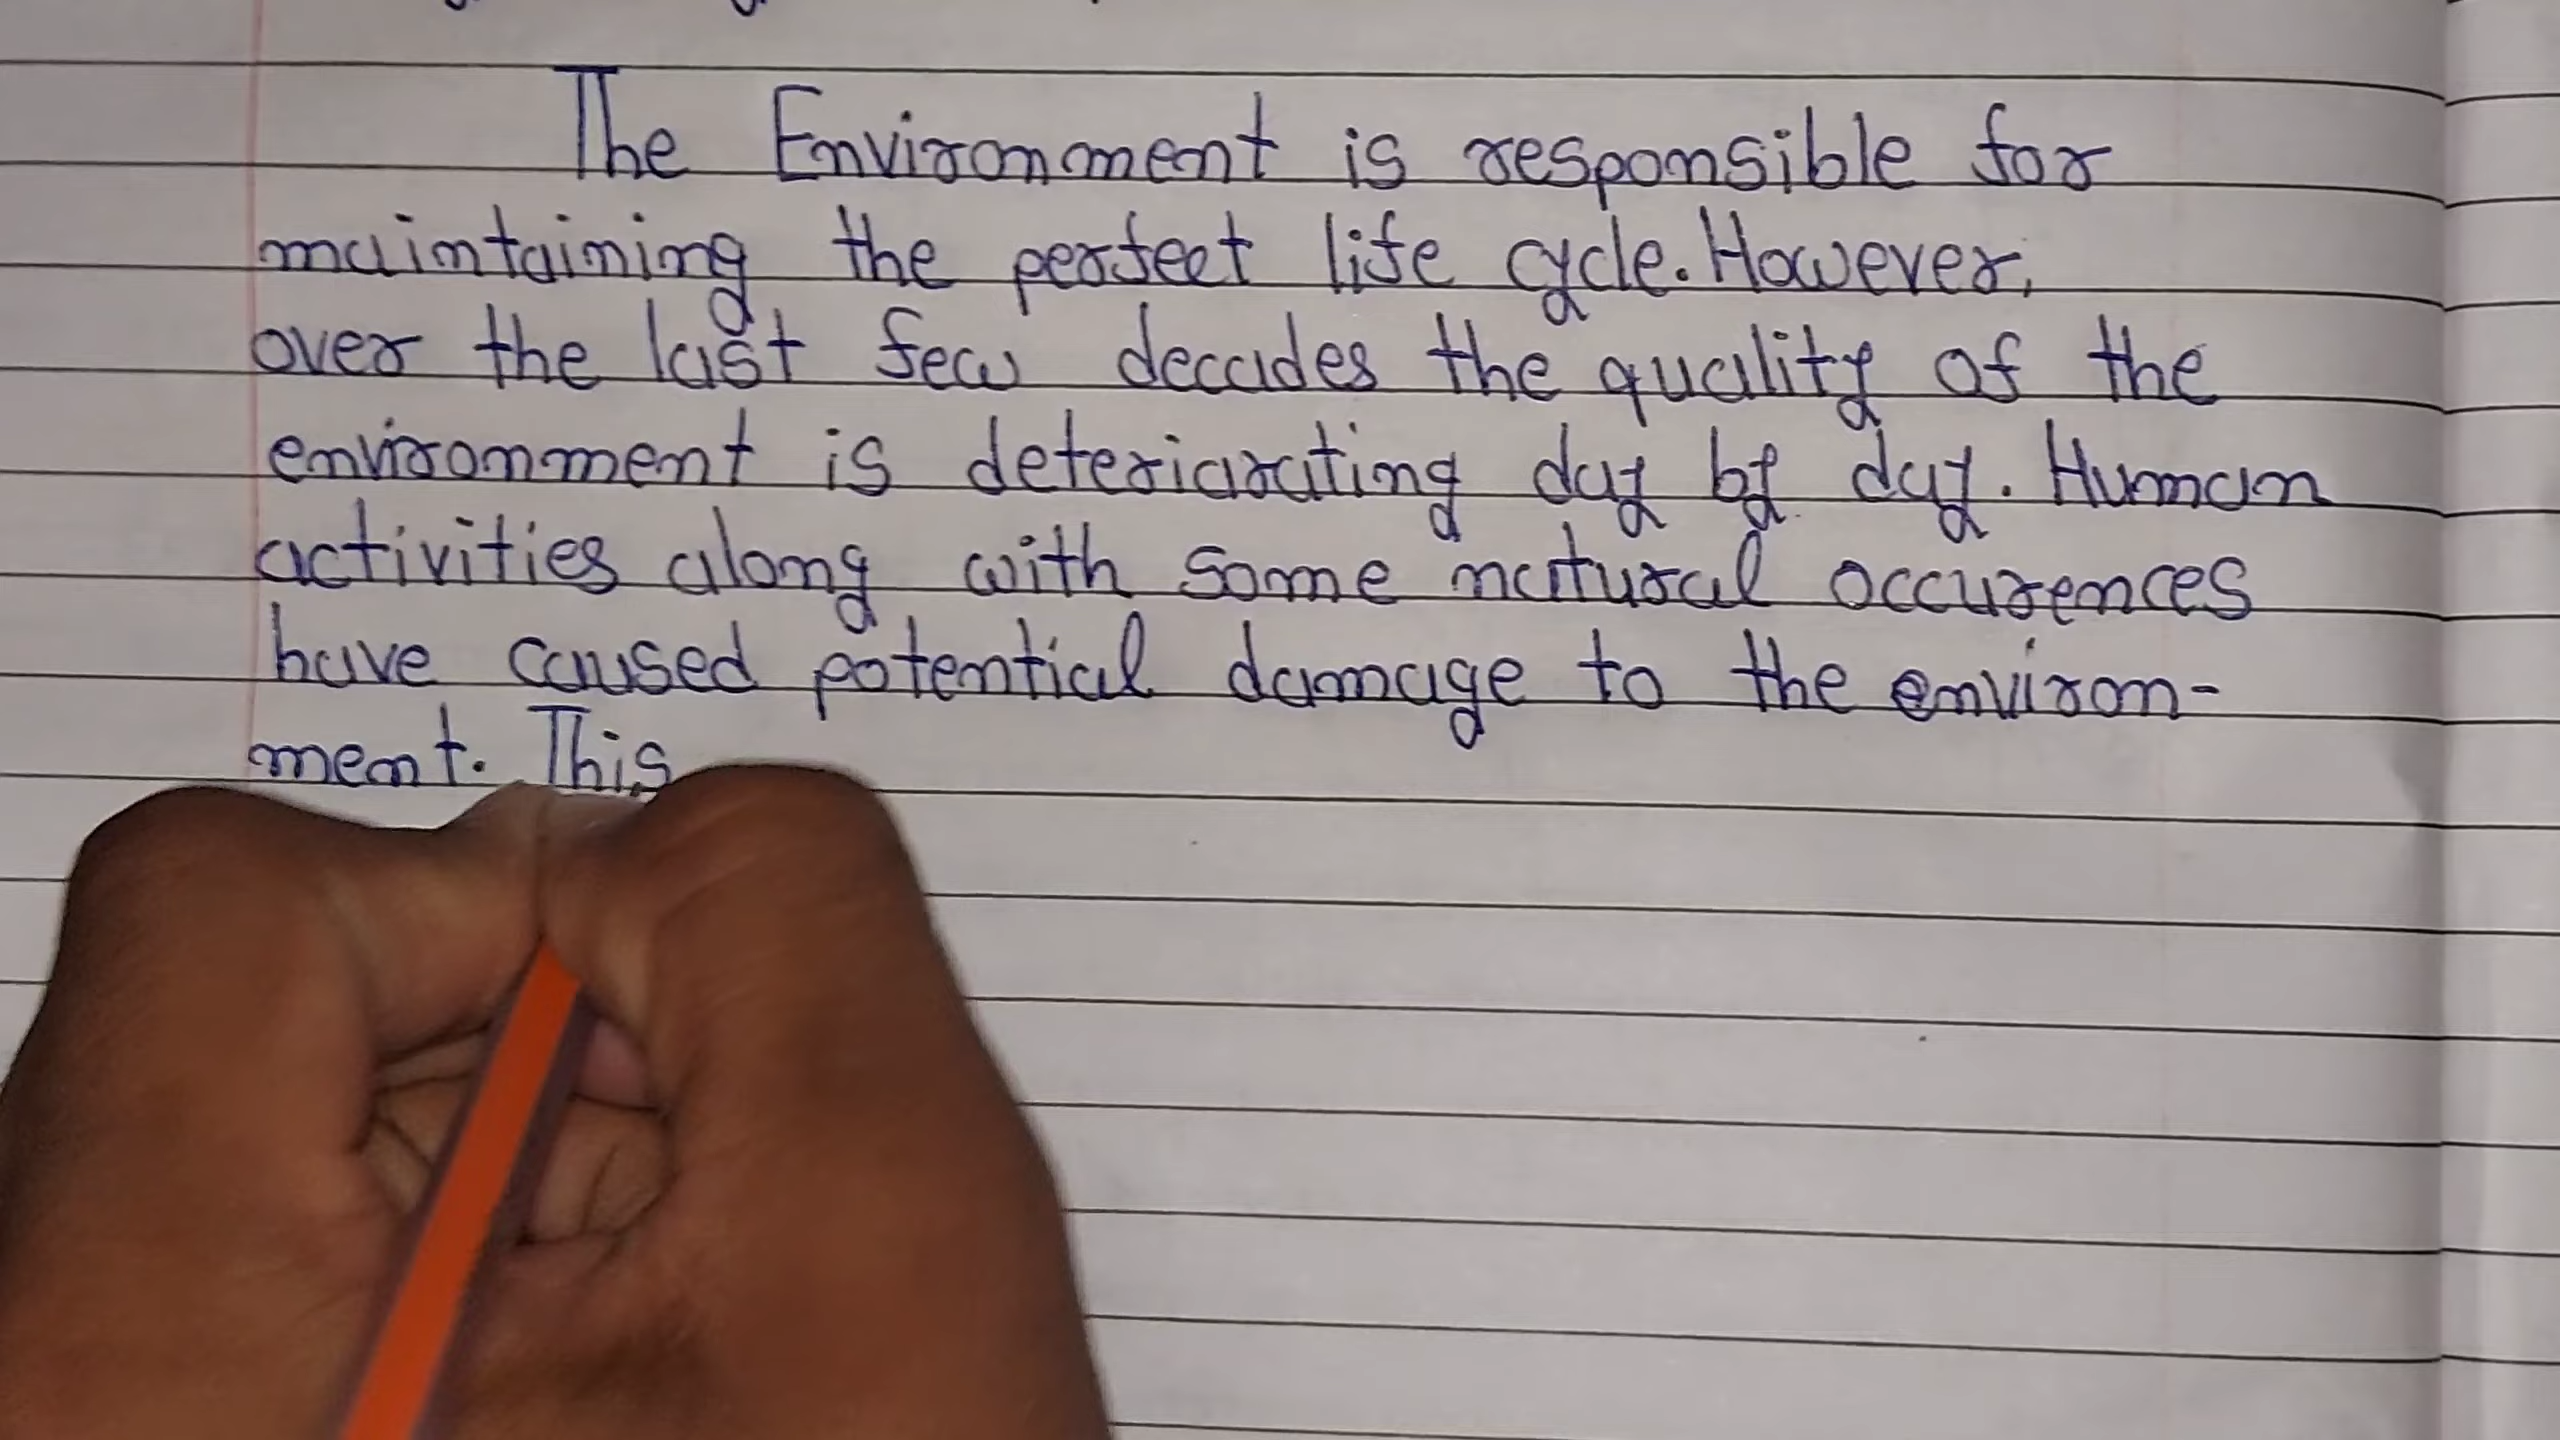 The Environment is responsible for
maintaining the perfect life cycle. However,
over the last few decades the quality of the
environment is deteriarating day by day. Human
activities along with some natural occurences
have caused potential damage to the environ-
ment. This